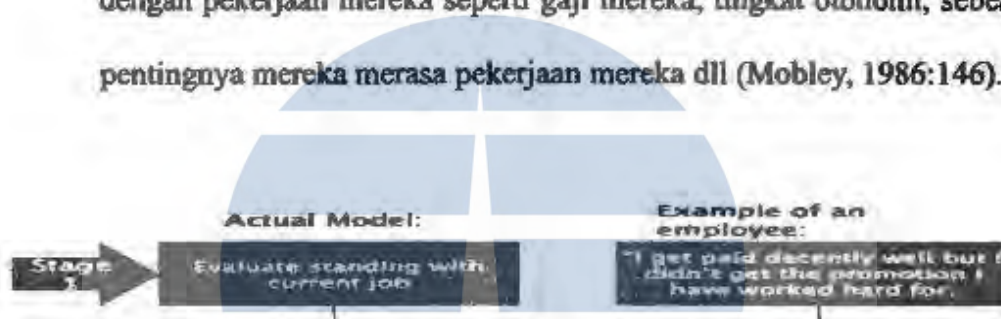 dengan pekerjaan mereka seperti gaji mereka, tingkat otonomi,
pentingnya mereka merasa pekerjaan mereka dll (Mobley, 1986:146).
Actual Model:
Example of an
employee:
Stage
1
Evaluate standing with
current job
"I get paid decently well but I
didn't get the promotion I
have worked hard for.